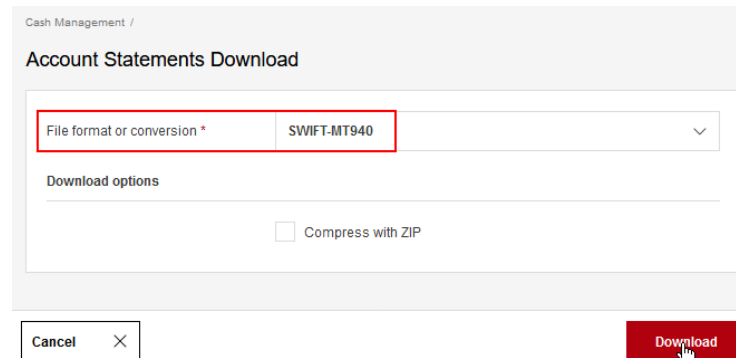 Cash Management /
Account Statements Download
File format or conversion * SWIFT-MT940
Download options
Compress with ZIP
Cancel Download